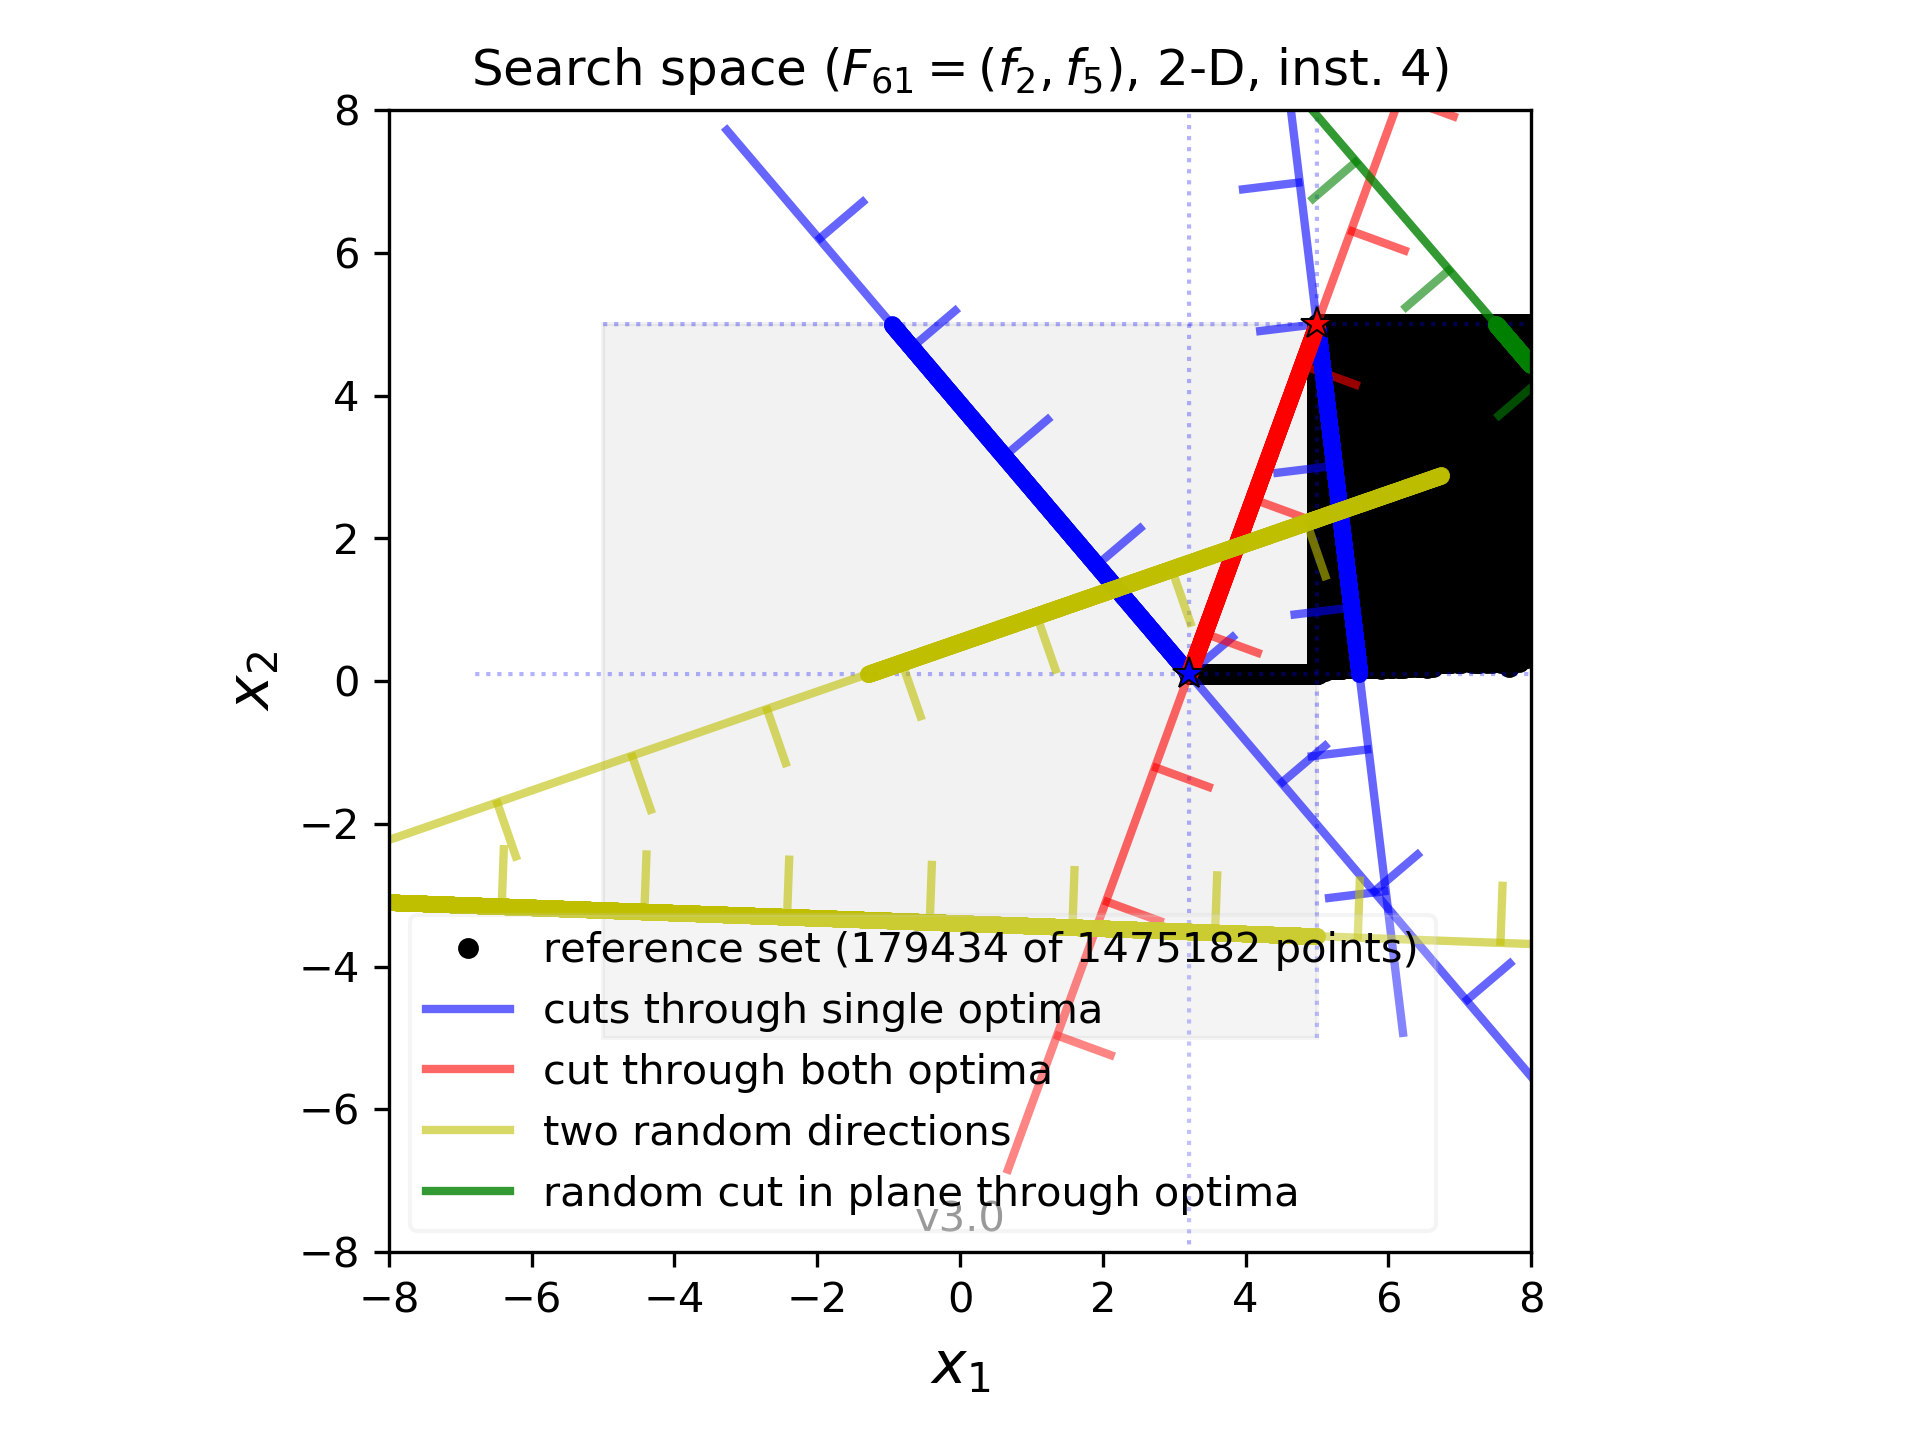 Search space (F61 = (f2, f5), 2-D, inst. 4)
8
6
4
2
0
−2
−4
−6
−8
x2
reference set (179434 of 1475182 points)
cuts through single optima
cut through both optima
two random directions
random cut in plane through optima
v3.0
−8 −6 −4 −2 0 2 4 6 8
x1